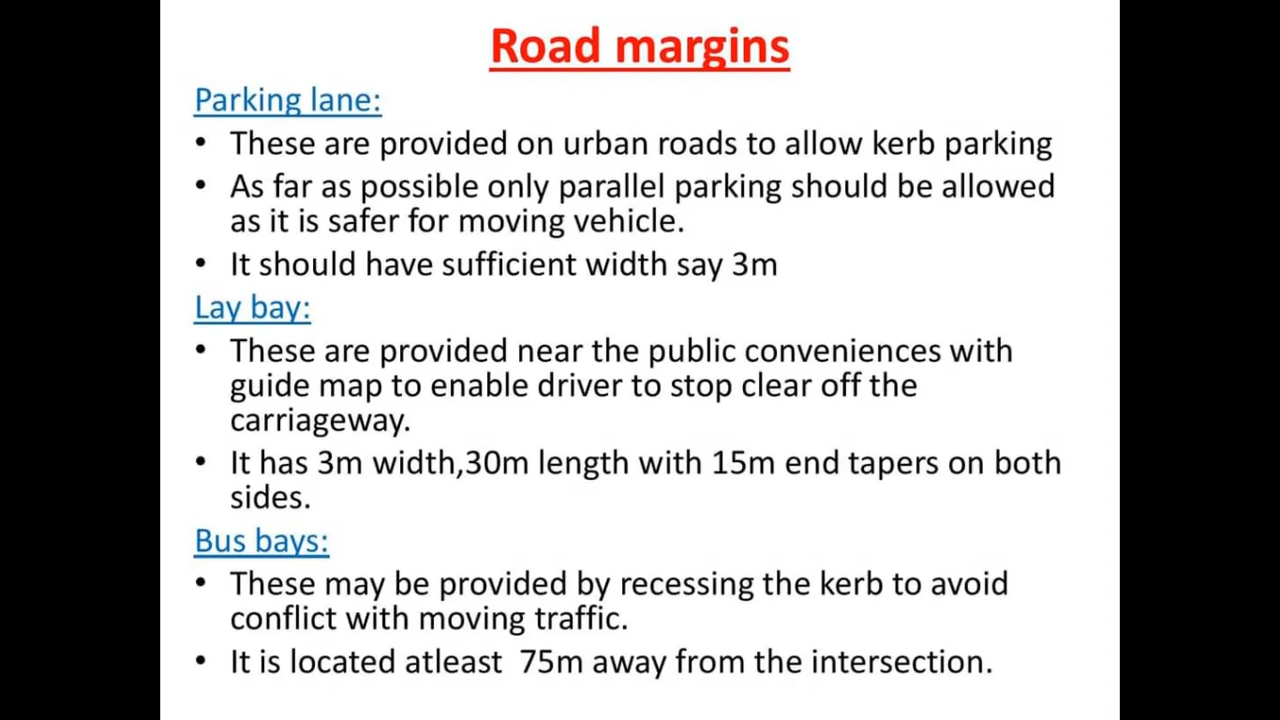 Road margins
Parking lane:
• These are provided on urban roads to allow kerb parking
• As far as possible only parallel parking should be allowed
as it is safer for moving vehicle.
• It should have sufficient width say 3m
Lay bay:
• These are provided near the public conveniences with
guide map to enable driver to stop clear off the
carriageway.
• It has 3m width,30m length with 15m end tapers on both
sides.
Bus bays:
• These may be provided by recessing the kerb to avoid
conflict with moving traffic.
• It is located atleast  75m away from the intersection.